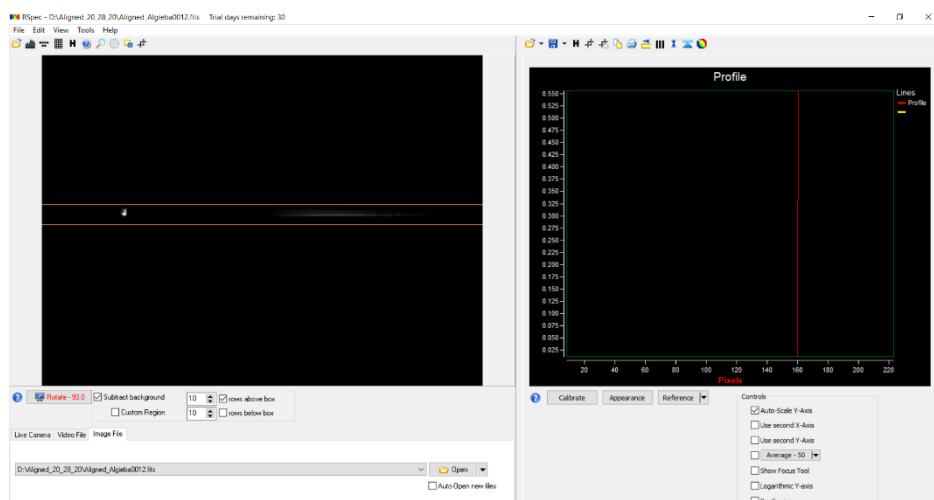 RSpec - D:\Aligned_20_28_20\Aligned_Algieba0012.fits    Trial days remaining: 30
File Edit View Tools Help
Profile
0.550
0.525
0.500
0.475
0.450
0.425
0.400
0.375
0.350
0.325
0.300
0.275
0.250
0.225
0.200
0.175
0.150
0.125
0.100
0.075
0.050
0.025
20 40 60 80 100 120 140 160 180 200 220
Pixels
Lines
Profile
Rotate - 93.0 Subtract background 10 rows above box
Custom Region 10 rows below box
Live Camera Video File Image File
D:\Aligned_20_28_20\Aligned_Algieba0012.fits Open
Auto-Open new files
Calibrate Appearance Reference
Controls
Auto-Scale Y-Axis
Use second X-Axis
Use second Y-Axis
Average - 50
Show Focus Tool
Logarithmic Y-axis